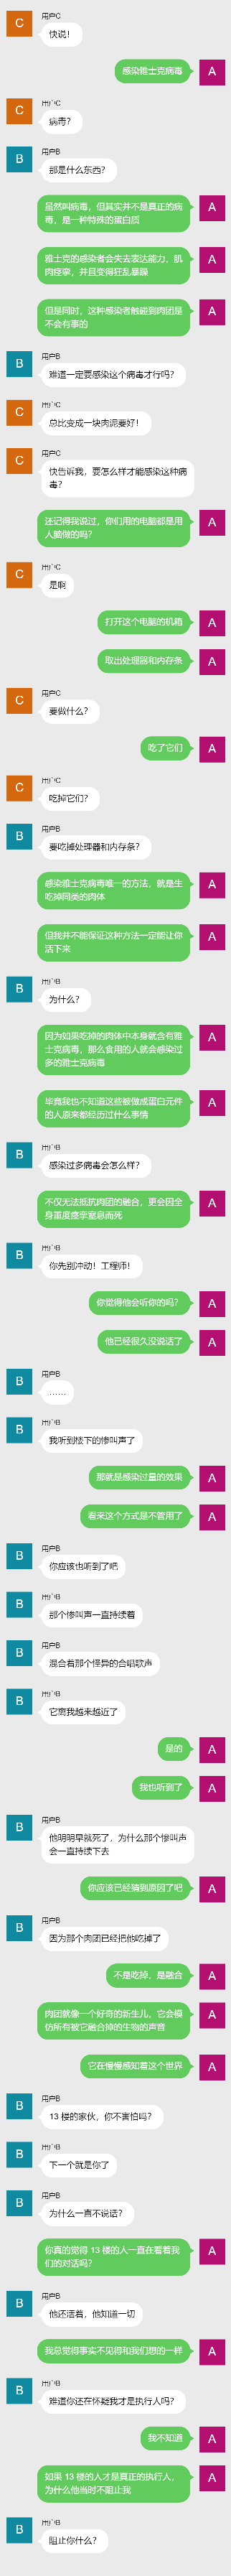 C
用户C
快说！
感染雅士克病毒
A
C
用户C
病毒？
B
用户B
那是什么东西？
虽然叫病毒，但其实并不是真正的病
毒，是一种特殊的蛋白质
A
雅士克的感染者会失去表达能力、肌
肉痉挛，并且变得狂乱暴躁
A
但是同时，这种感染者触碰到肉团是
不会有事的
A
B
用户B
难道一定要感染这个病毒才行吗？
C
用户C
总比变成一块肉泥要好！
C
用户C
快告诉我，要怎么样才能感染这种病
毒？
还记得我说过，你们用的电脑都是用
人脑做的吗？
A
C
用户C
是啊
打开这个电脑的机箱
A
取出处理器和内存条
A
C
用户C
要做什么？
吃了它们
A
C
用户C
吃掉它们？
B
用户B
要吃掉处理器和内存条？
感染雅士克病毒唯一的方法，就是生
吃掉同类的肉体
A
但我并不能保证这种方法一定能让你
活下来
A
B
用户B
为什么？
因为如果吃掉的肉体中本身就含有雅
士克病毒，那么食用的人就会感染过
多的雅士克病毒
A
毕竟我也不知道这些被做成蛋白元件
的人原来都经历过什么事情
A
B
用户B
感染过多病毒会怎么样？
不仅无法抵抗肉团的融合，更会因全
身重度痉挛窒息而死
A
B
用户B
你先别冲动！工程师！
你觉得他会听你的吗？
A
他已经很久没说话了
A
B
用户B
……
B
用户B
我听到楼下的惨叫声了
那就是感染过量的效果
A
看来这个方式是不管用了
A
B
用户B
你应该也听到了吧
B
用户B
那个惨叫声一直持续着
B
用户B
混合着那个怪异的合唱歌声
B
用户B
它离我越来越近了
是的
A
我也听到了
A
B
用户B
他明明早就死了，为什么那个惨叫声
会一直持续下去
你应该已经猜到原因了吧
A
B
用户B
因为那个肉团已经把他吃掉了
不是吃掉，是融合
A
肉团就像一个好奇的新生儿，它会模
仿所有被它融合掉的生物的声音
A
它在慢慢感知着这个世界
A
B
用户B
13 楼的家伙，你不害怕吗？
B
用户B
下一个就是你了
B
用户B
为什么一直不说话？
你真的觉得 13 楼的人一直在看着我
们的对话吗？
A
B
用户B
他还活着，他知道一切
我总觉得事实不见得和我们想的一样
A
B
用户B
难道你还在怀疑我才是执行人吗？
我不知道
A
如果 13 楼的人才是真正的执行人，
为什么他当时不阻止我
A
B
用户B
阻止你什么？